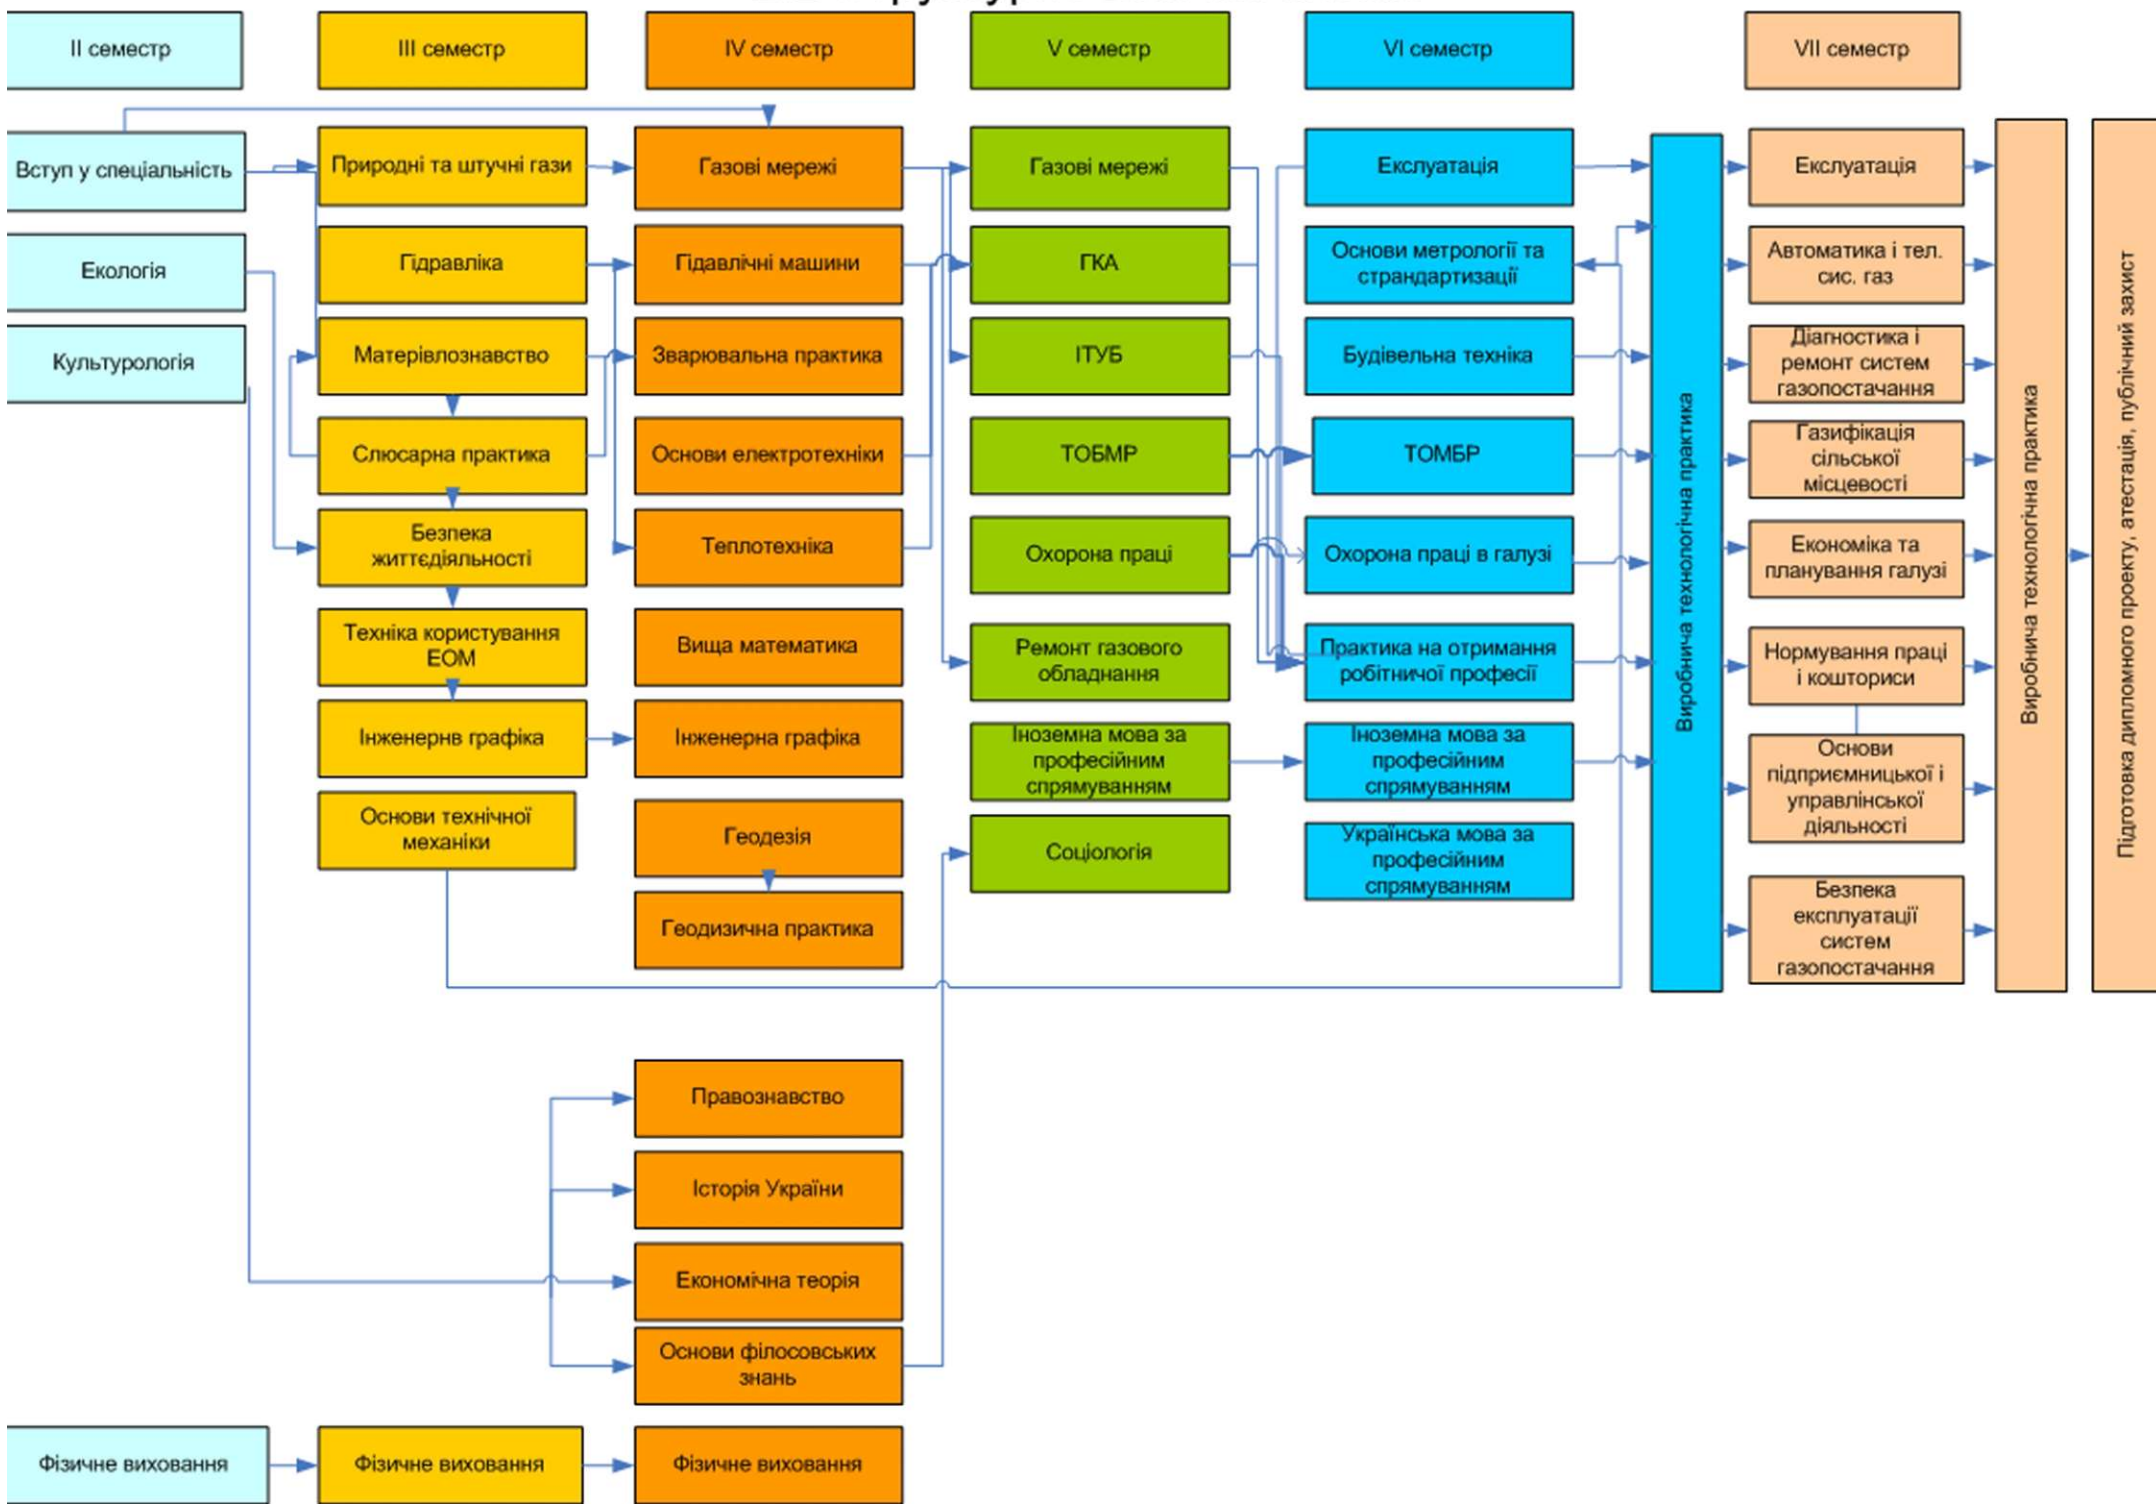 II семестр
III семестр
IV семестр
V семестр
VI семестр
VII семестр
Вступ у спеціальність
Екологія
Культурологія
Фізичне виховання
Природні та штучні гази
Гідравліка
Матерівлознавство
Слюсарна практика
Безпека
життєдіяльності
Техніка користування
ЕОМ
Інженернв графіка
Основи технічної
механіки
Фізичне виховання
Газові мережі
Гідавлічні машини
Зварювальна практика
Основи електротехніки
Теплотехніка
Вища математика
Інженерна графіка
Геодезія
Геодизична практика
Правознавство
Історія України
Економічна теорія
Основи філосовських
знань
Фізичне виховання
Газові мережі
ГКА
ІТУБ
ТОБМР
Охорона праці
Ремонт газового
обладнання
Іноземна мова за
професійним
спрямуванням
Соціологія
Екслуатація
Основи метрології та
страндартизації
Будівельна техніка
ТОМБР
Охорона праці в галузі
Практика на отримання
робітничої професії
Іноземна мова за
професійним
спрямуванням
Українська мова за
професійним
спрямуванням
Виробнича технологічна практика
Екслуатація
Автоматика і тел.
сис. газ
Діагностика і
ремонт систем
газопостачання
Газифікація
сільської
місцевості
Економіка та
планування галузі
Нормування праці
і кошториси
Основи
підприємницької і
управлінської
діяльності
Безпека
експлуатації
систем
газопостачання
Виробнича технологічна практика
Підготовка дипломного проекту, атестація, публічний захист